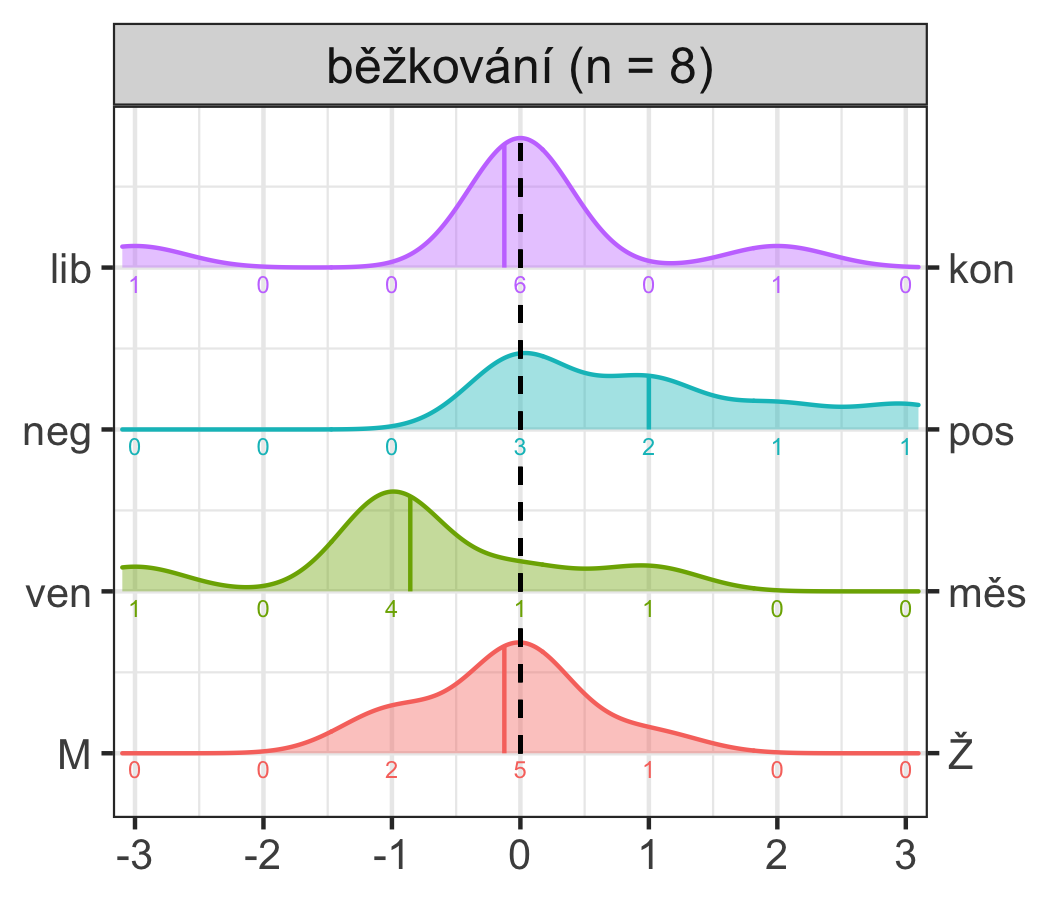 běžkování (n = 8)
lib kon
1 0 0 6 0 1 0
neg pos
0 0 0 3 2 1 1
ven měs
1 0 4 1 1 0 0
M Ž
0 0 2 5 1 0 0
-3 -2 -1 0 1 2 3